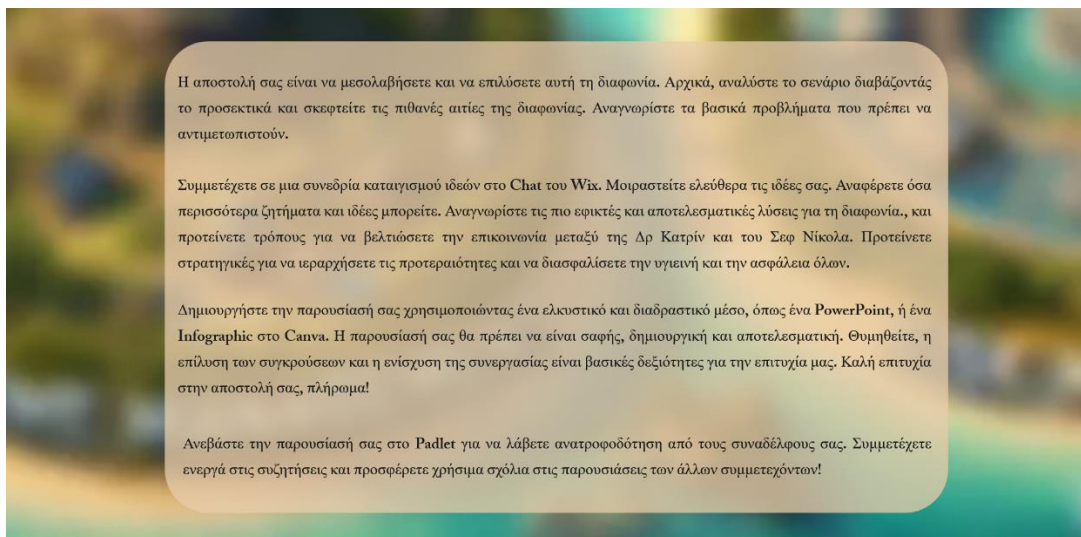 Η αποστολή σας είναι να μεσολαβήσετε και να επιλύσετε αυτή τη διαφωνία. Αρχικά, αναλύστε το σενάριο διαβάζοντάς
το προσεκτικά και σκεφτείτε τις πιθανές αιτίες της διαφωνίας. Αναγνωρίστε τα βασικά προβλήματα που πρέπει να
αντιμετωπιστούν.
Συμμετέχετε σε μια συνεδρία καταιγισμού ιδεών στο Chat του Wix. Μοιραστείτε ελεύθερα τις ιδέες σας. Αναφέρετε όσα
περισσότερα ζητήματα και ιδέες μπορείτε. Αναγνωρίστε τις πιο εφικτές και αποτελεσματικές λύσεις για τη διαφωνία., και
προτείνετε τρόπους για να βελτιώσετε την επικοινωνία μεταξύ της Δρ Κατρίν και του Σεφ Νίκολα. Προτείνετε
στρατηγικές για να ιεραρχήσετε τις προτεραιότητες και να διασφαλίσετε την υγιεινή και την ασφάλεια όλων.
Δημιουργήστε την παρουσίασή σας χρησιμοποιώντας ένα ελκυστικό και διαδραστικό μέσο, όπως ένα PowerPoint, ή ένα
Infographic στο Canva. Η παρουσίασή σας θα πρέπει να είναι σαφής, δημιουργική και αποτελεσματική. Θυμηθείτε, η
επίλυση των συγκρούσεων και η ενίσχυση της συνεργασίας είναι βασικές δεξιότητες για την επιτυχία μας. Καλή επιτυχία
στην αποστολή σας, πλήρωμα!
Ανεβάστε την παρουσίασή σας στο Padlet για να λάβετε ανατροφοδότηση από τους συναδέλφους σας. Συμμετέχετε
ενεργά στις συζητήσεις και προσφέρετε χρήσιμα σχόλια στις παρουσιάσεις των άλλων συμμετεχόντων!